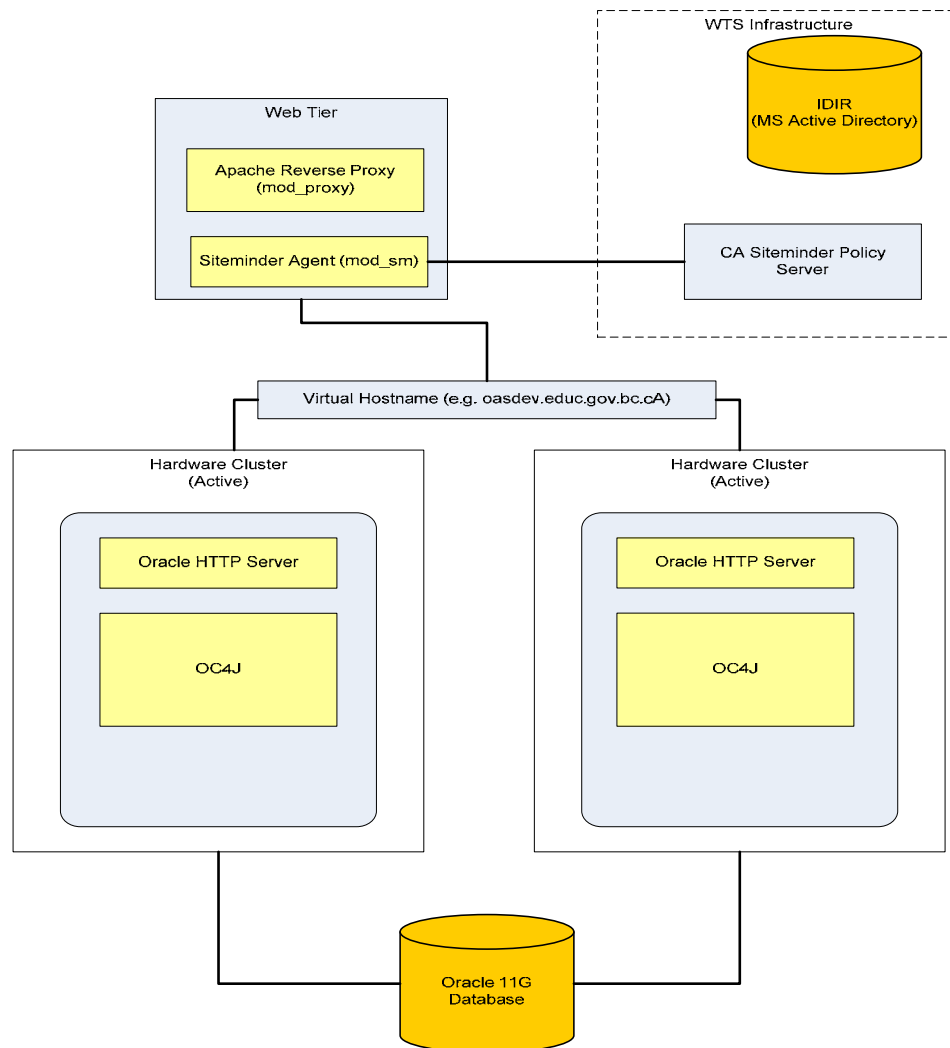 WTS Infrastructure
IDIR
(MS Active Directory)
Web Tier
Apache Reverse Proxy
(mod_proxy)
Siteminder Agent (mod_sm)
CA Siteminder Policy
Server
Virtual Hostname (e.g. oasdev.educ.gov.bc.cA)
Hardware Cluster
(Active)
Oracle HTTP Server
OC4J
Hardware Cluster
(Active)
Oracle HTTP Server
OC4J
Oracle 11G
Database